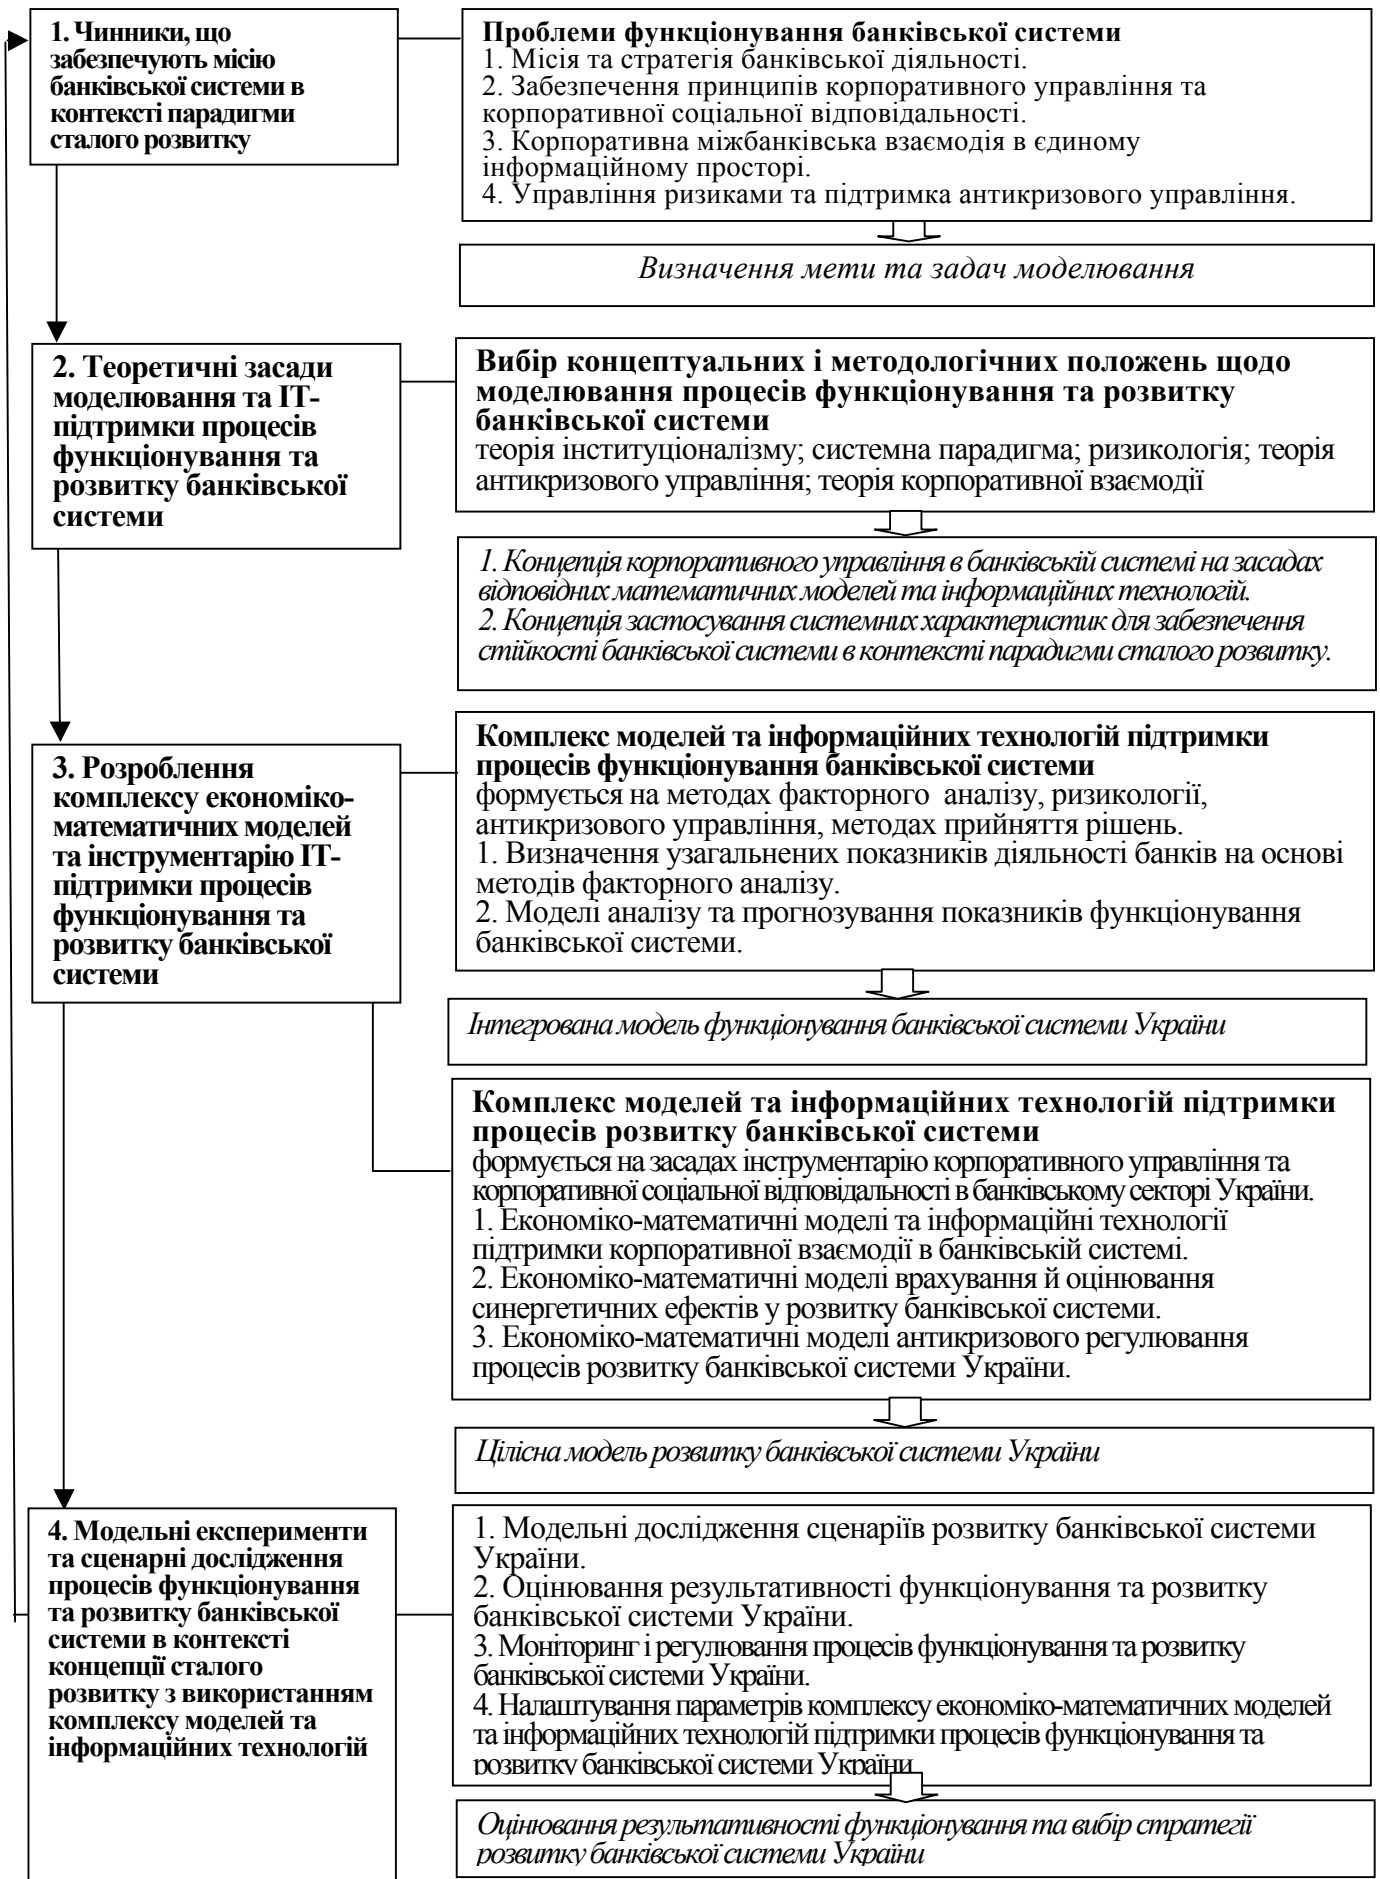 1. Чинники, що
забезпечують місію
банківської системи в
контексті парадигми
сталого розвитку
Проблеми функціонування банківської системи
1. Місія та стратегія банківської діяльності.
2. Забезпечення принципів корпоративного управління та
корпоративної соціальної відповідальності.
3. Корпоративна міжбанківська взаємодія в єдиному
інформаційному просторі.
4. Управління ризиками та підтримка антикризового управління.
Визначення мети та задач моделювання
2. Теоретичні засади
моделювання та ІТ-
підтримки процесів
функціонування та
розвитку банківської
системи
Вибір концептуальних і методологічних положень щодо
моделювання процесів функціонування та розвитку
банківської системи
теорія інституціоналізму; системна парадигма; ризикологія; теорія
антикризового управління; теорія корпоративної взаємодії
1. Концепція корпоративного управління в банківській системі на засадах
відповідних математичних моделей та інформаційних технологій.
2. Концепція застосування системних характеристик для забезпечення
стійкості банківської системи в контексті парадигми сталого розвитку.
3. Розроблення
комплексу економіко-
математичних моделей
та інструментарію ІТ-
підтримки процесів
функціонування та
розвитку банківської
системи
Комплекс моделей та інформаційних технологій підтримки
процесів функціонування банківської системи
формується на методах факторного аналізу, ризикології,
антикризового управління, методах прийняття рішень.
1. Визначення узагальнених показників діяльності банків на основі
методів факторного аналізу.
2. Моделі аналізу та прогнозування показників функціонування
банківської системи.
Інтегрована модель функціонування банківської системи України
Комплекс моделей та інформаційних технологій підтримки
процесів розвитку банківської системи
формується на засадах інструментарію корпоративного управління та
корпоративної соціальної відповідальності в банківському секторі України.
1. Економіко-математичні моделі та інформаційні технології
підтримки корпоративної взаємодії в банківській системі.
2. Економіко-математичні моделі врахування й оцінювання
синергетичних ефектів у розвитку банківської системи.
3. Економіко-математичні моделі антикризового регулювання
процесів розвитку банківської системи України.
Цілісна модель розвитку банківської системи України
4. Модельні експерименти
та сценарні дослідження
процесів функціонування
та розвитку банківської
системи в контексті
концепції сталого
розвитку з використанням
комплексу моделей та
інформаційних технологій
1. Модельні дослідження сценаріїв розвитку банківської системи
України.
2. Оцінювання результативності функціонування та розвитку
банківської системи України.
3. Моніторинг і регулювання процесів функціонування та розвитку
банківської системи України.
4. Налаштування параметрів комплексу економіко-математичних моделей
та інформаційних технологій підтримки процесів функціонування та
розвитку банківської системи України
Оцінювання результативності функціонування та вибір стратегії
розвитку банківської системи України